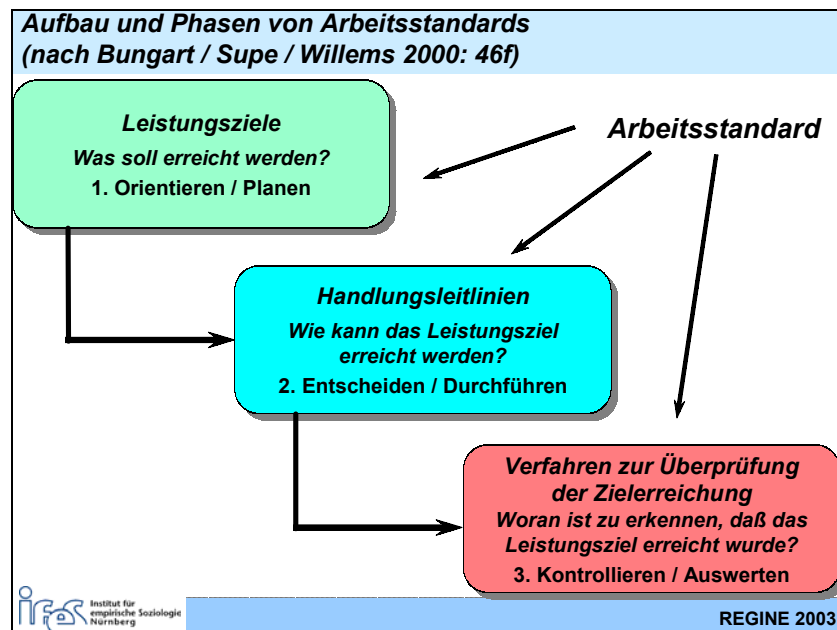 Aufbau und Phasen von Arbeitsstandards
(nach Bungart / Supe / Willems 2000: 46f)
Leistungsziele
Was soll erreicht werden?
1. Orientieren / Planen
Arbeitsstandard
Handlungsleitlinien
Wie kann das Leistungsziel
erreicht werden?
2. Entscheiden / Durchführen
Verfahren zur Überprüfung
der Zielerreichung
Woran ist zu erkennen, daß das
Leistungsziel erreicht wurde?
3. Kontrollieren / Auswerten
ifes
Institut für
empirische Soziologie
Nürnberg
REGINE 2003